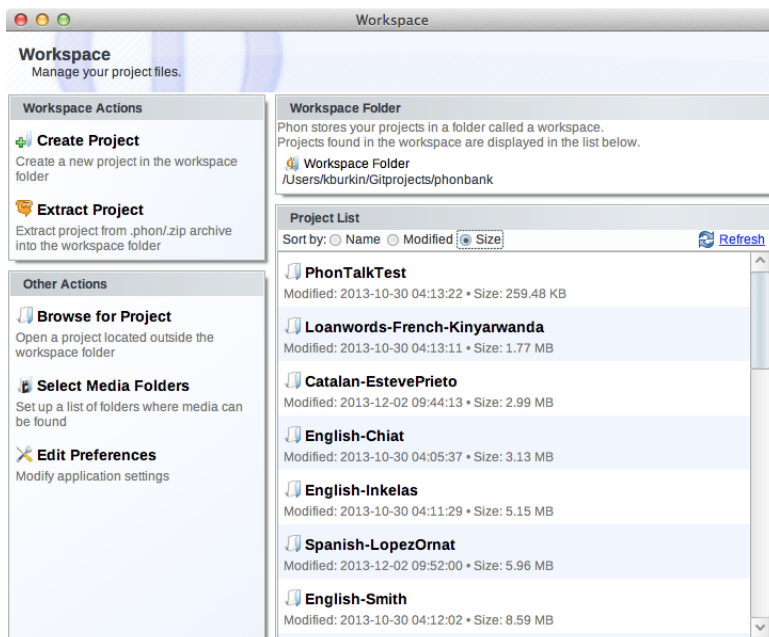 Workspace
Workspace
Manage your project files.
Workspace Actions
Create Project
Create a new project in the workspace
folder
Extract Project
Extract project from .phon/.zip archive
into the workspace folder
Other Actions
Browse for Project
Open a project located outside the
workspace folder
Select Media Folders
Set up a list of folders where media can
be found
Edit Preferences
Modify application settings
Workspace Folder
Phon stores your projects in a folder called a workspace.
Projects found in the workspace are displayed in the list below.
Workspace Folder
/Users/kburkin/Gitprojects/phonbank
Project List
Sort by: Name Modified Size Refresh
PhonTalkTest
Modified: 2013-10-30 04:13:22 • Size: 259.48 KB
Loanwords-French-Kinyarwanda
Modified: 2013-10-30 04:13:11 • Size: 1.77 MB
Catalan-EstevePrieto
Modified: 2013-12-02 09:44:13 • Size: 2.99 MB
English-Chiat
Modified: 2013-10-30 04:05:37 • Size: 3.13 MB
English-Inkelas
Modified: 2013-10-30 04:11:29 • Size: 5.15 MB
Spanish-LopezOrnat
Modified: 2013-12-02 09:52:00 • Size: 5.96 MB
English-Smith
Modified: 2013-10-30 04:12:02 • Size: 8.59 MB